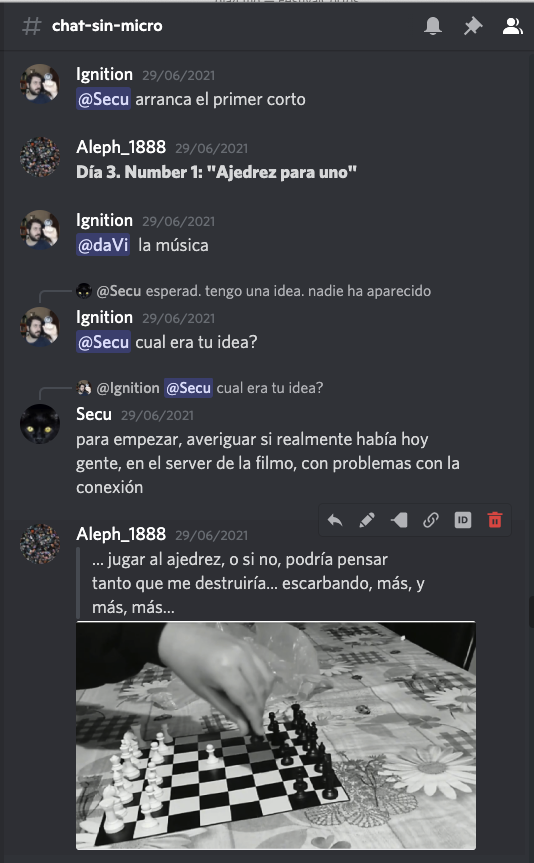 # chat-sin-micro
Ignition 29/06/2021
@Secu arranca el primer corto
Aleph_1888 29/06/2021
Día 3. Number 1: "Ajedrez para uno"
Ignition 29/06/2021
@daVi la música
@Secu esperad. tengo una idea. nadie ha aparecido
Ignition 29/06/2021
@Secu cual era tu idea?
@Ignition @Secu cual era tu idea?
Secu 29/06/2021
para empezar, averiguar si realmente había hoy
gente, en el server de la filmo, con problemas con la
conexión
ID
Aleph_1888 29/06/2021
... jugar al ajedrez, o si no, podría pensar
tanto que me destruiría... escarbando, más, y
más, más...